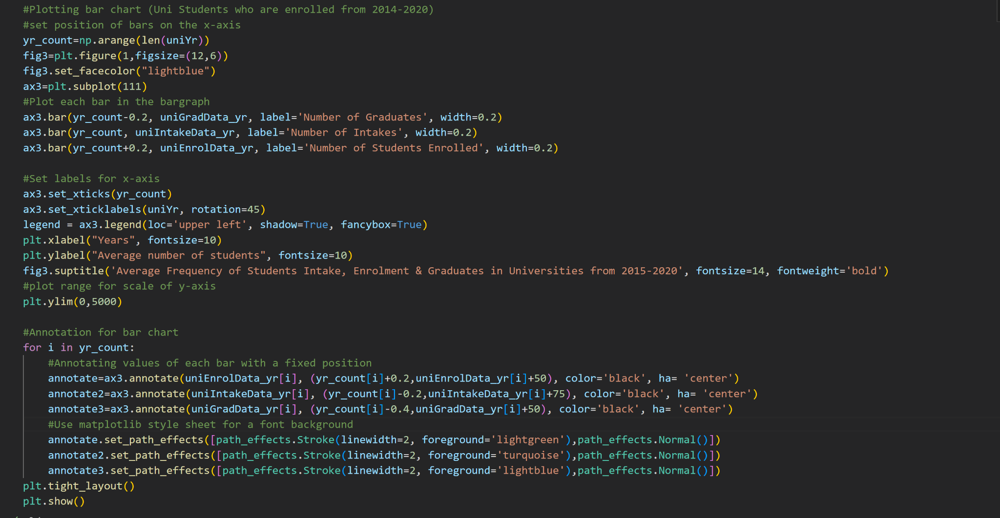 #Plotting bar chart (Uni Students who are enrolled from 2014-2020)
#set position of bars on the x-axis
yr_count=np.arange(len(uniYr))
fig3=plt.figure(1,figsize=(12,6))
fig3.set_facecolor("lightblue")
ax3=plt.subplot(111)
#Plot each bar in the bargraph
ax3.bar(yr_count-0.2, uniGradData_yr, label='Number of Graduates', width=0.2)
ax3.bar(yr_count, uniIntakeData_yr, label='Number of Intakes', width=0.2)
ax3.bar(yr_count+0.2, uniEnrolData_yr, label='Number of Students Enrolled', width=0.2)

#Set labels for x-axis
ax3.set_xticks(yr_count)
ax3.set_xticklabels(uniYr, rotation=45)
legend = ax3.legend(loc='upper left', shadow=True, fancybox=True)
plt.xlabel("Years", fontsize=10)
plt.ylabel("Average number of students", fontsize=10)
fig3.suptitle('Average Frequency of Students Intake, Enrolment & Graduates in Universities from 2015-2020', fontsize=14, fontweight='bold')
#plot range for scale of y-axis
plt.ylim(0,5000)

#Annotation for bar chart
for i in yr_count:
    #Annotating values of each bar with a fixed position
    annotate=ax3.annotate(uniEnrolData_yr[i], (yr_count[i]+0.2,uniEnrolData_yr[i]+50), color='black', ha= 'center')
    annotate2=ax3.annotate(uniIntakeData_yr[i], (yr_count[i]-0.2,uniIntakeData_yr[i]+75), color='black', ha= 'center')
    annotate3=ax3.annotate(uniGradData_yr[i], (yr_count[i]-0.4,uniGradData_yr[i]+50), color='black', ha= 'center')
    #Use matplotlib style sheet for a font background
    annotate.set_path_effects([path_effects.Stroke(linewidth=2, foreground='lightgreen'),path_effects.Normal()])
    annotate2.set_path_effects([path_effects.Stroke(linewidth=2, foreground='turquoise'),path_effects.Normal()])
    annotate3.set_path_effects([path_effects.Stroke(linewidth=2, foreground='lightblue'),path_effects.Normal()])
plt.tight_layout()
plt.show()